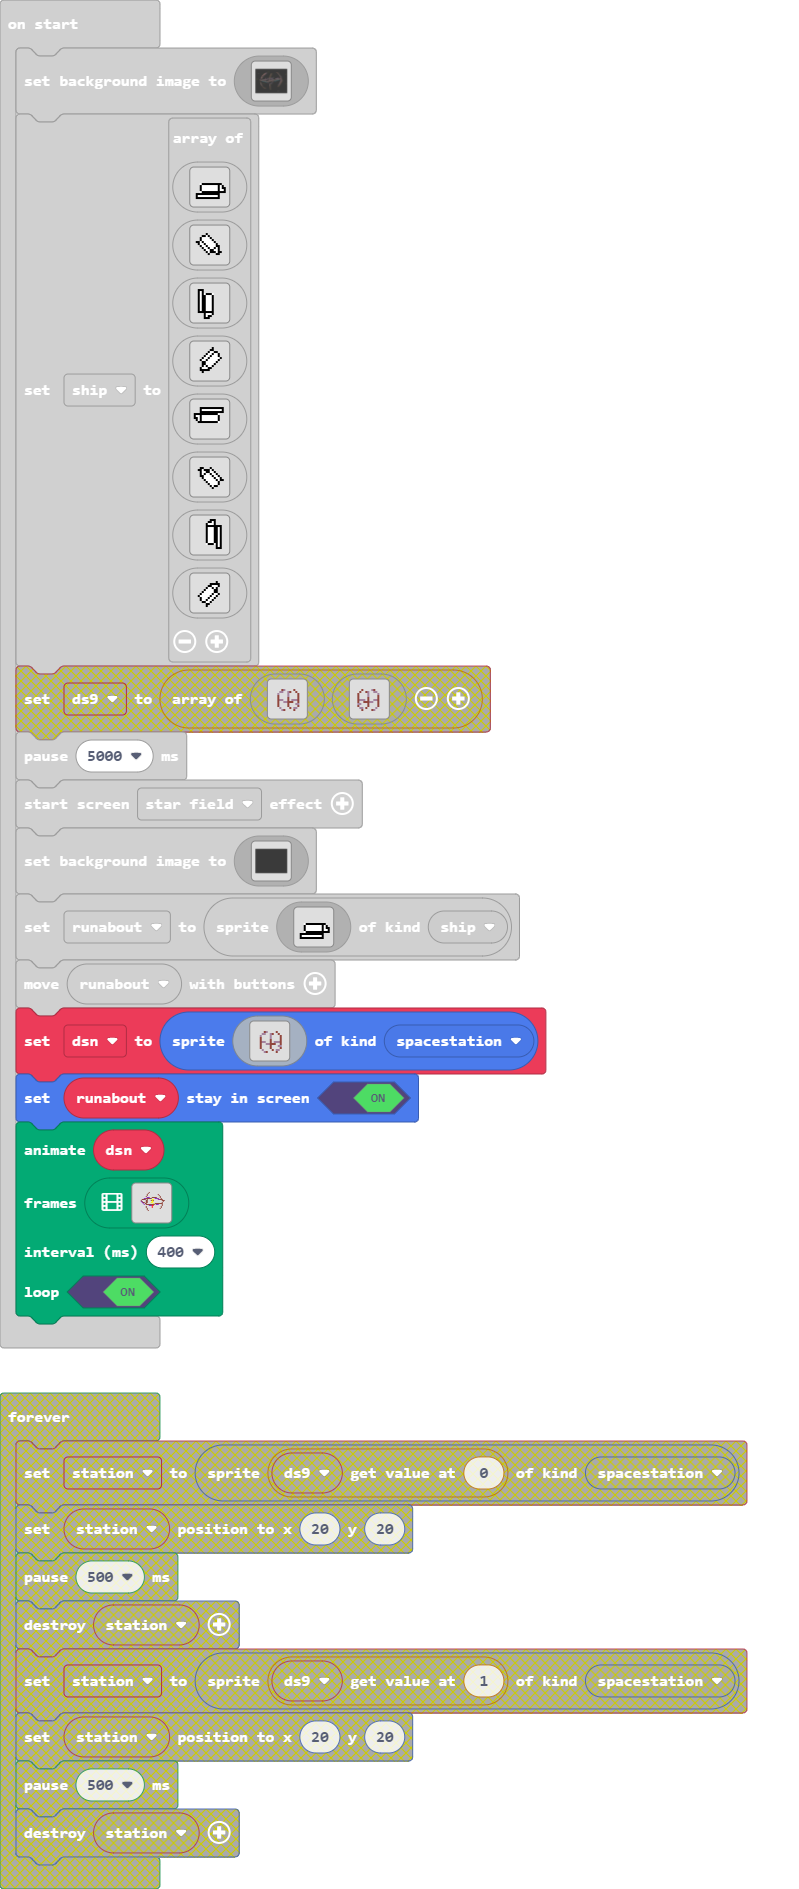 on start
set background image to
array of
set ship to
set ds9 to array of
pause 5000 ms
start screen star field effect
set background image to
set runabout to sprite of kind ship
move runabout with buttons
set dsn to sprite of kind spacestation
set runabout stay in screen ON
animate dsn
frames
interval (ms) 400
loop ON
forever
set station to sprite ds9 get value at 0 of kind spacestation
set station position to x 20 y 20
pause 500 ms
destroy station
set station to sprite ds9 get value at 1 of kind spacestation
set station position to x 20 y 20
pause 500 ms
destroy station